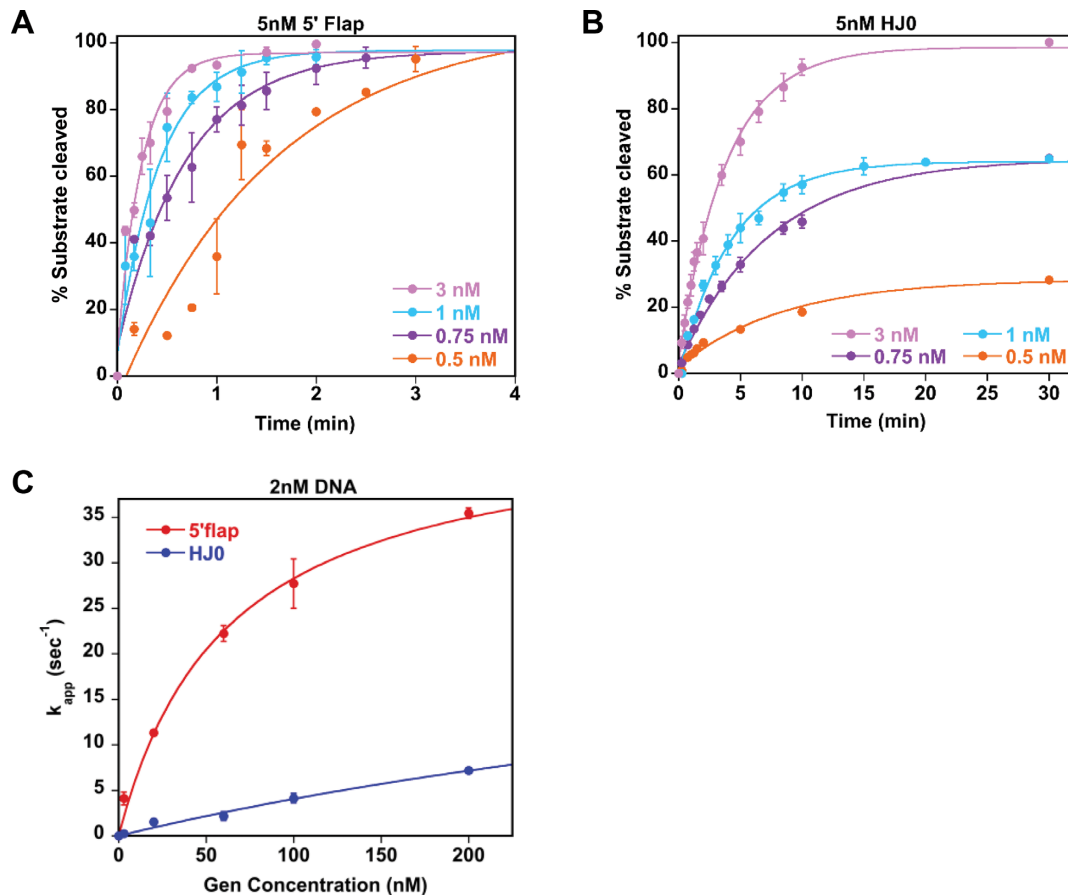 A
5nM 5' Flap
% Substrate cleaved
100
80
60
40
20
0
3 nM
1 nM
0.75 nM
0.5 nM
0 1 2 3 4
Time (min)
B
5nM HJ0
% Substrate cleaved
100
80
60
40
20
0
3 nM 1 nM
0.75 nM 0.5 nM
0 5 10 15 20 25 30
Time (min)
C
2nM DNA
k_app (sec⁻¹)
35
30
25
20
15
10
5
0
5'flap
HJ0
0 50 100 150 200
Gen Concentration (nM)